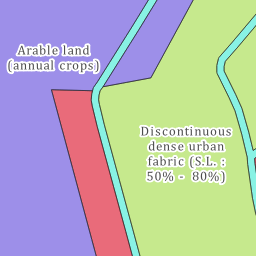 Arable land
(annual crops)
Discontinuous
dense urban
fabric (S.L. :
50% - 80%)